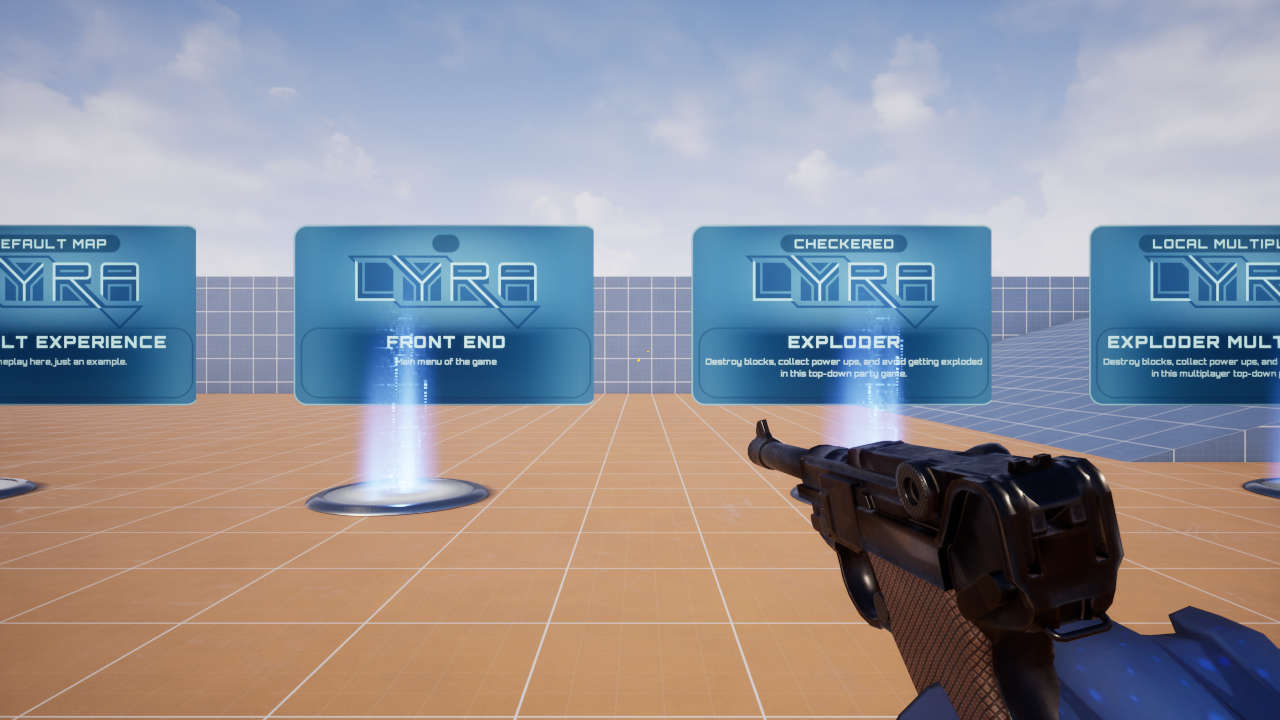 EFAULT MAP
YRA
LT EXPERIENCE
meplay here, just an example.
LYRA
FRONT END
Main menu of the game
CHECKERED
LYRA
EXPLODER
Destroy blocks, collect power ups, and avoid getting exploded
in this top-down party game.
LOCAL MULTIPL
LYR
EXPLODER MULT
Destroy blocks, collect power ups, and
in this multiplayer top-down